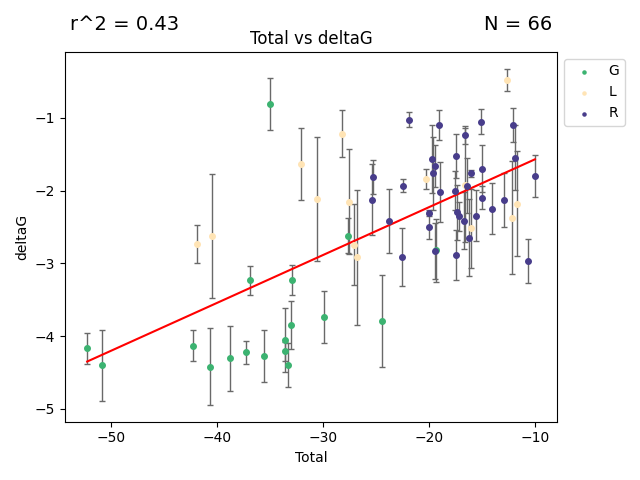 r^2 = 0.43
N = 66
Total vs deltaG
G
L
R
−1
−2
−3
−4
−5
deltaG
−50
−40
−30
−20
−10
Total